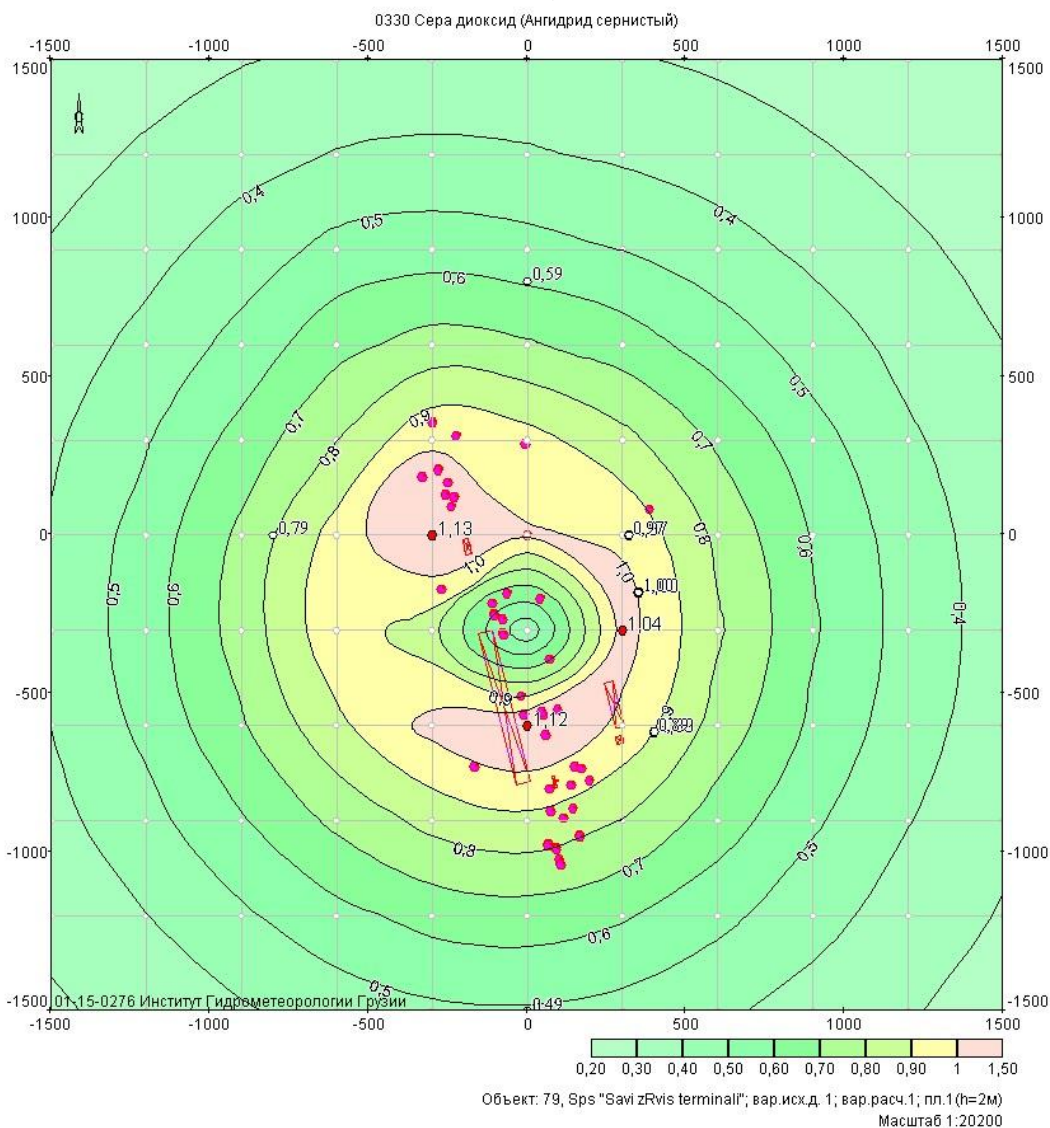 0330 Сера диоксид (Ангидрид сернистый)
-1500 -1000 -500 0 500 1000 1500
1500 1500
0,4
1000 0,5 0,4 1000
0,6 0,59
500 0,5 500
0,9
0,7 0,7
0,8
0 0,79 1,13 0,8 0
0,6
1,0 1,0
0,5 0,6 0,4
1,04
-500 0,9 -500
1,12
-1000 0,8 0,5 -1000
0,7
0,6
0,5
-1500 01-15-0276 Институт Гидрометеорологии Грузии 0,49 -1500
-1500 -1000 -500 0 500 1000 1500
0,20 0,30 0,40 0,50 0,60 0,70 0,80 0,90 1 1,50
Объект: 79, Sps "Savi zRvis terminali"; вар.исх.д. 1; вар.расч.1; пл.1(h=2м)
Масштаб 1:20200